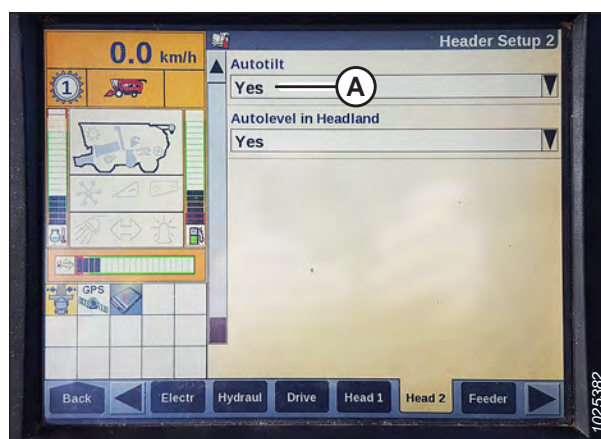 0.0 km/h
Header Setup 2
1
Autotilt
Yes
A
Autolevel in Headland
Yes
GPS
Back
Electr
Hydraul
Drive
Head 1
Head 2
Feeder
1025382